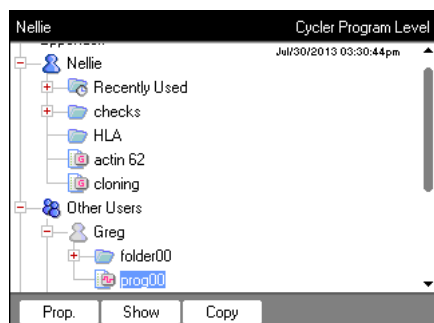 Nellie Cycler Program Level
Jul/30/2013 03:30:44pm
Nellie
Recently Used
checks
HLA
actin 62
cloning
Other Users
Greg
folder00
prog00
Prop. Show Copy